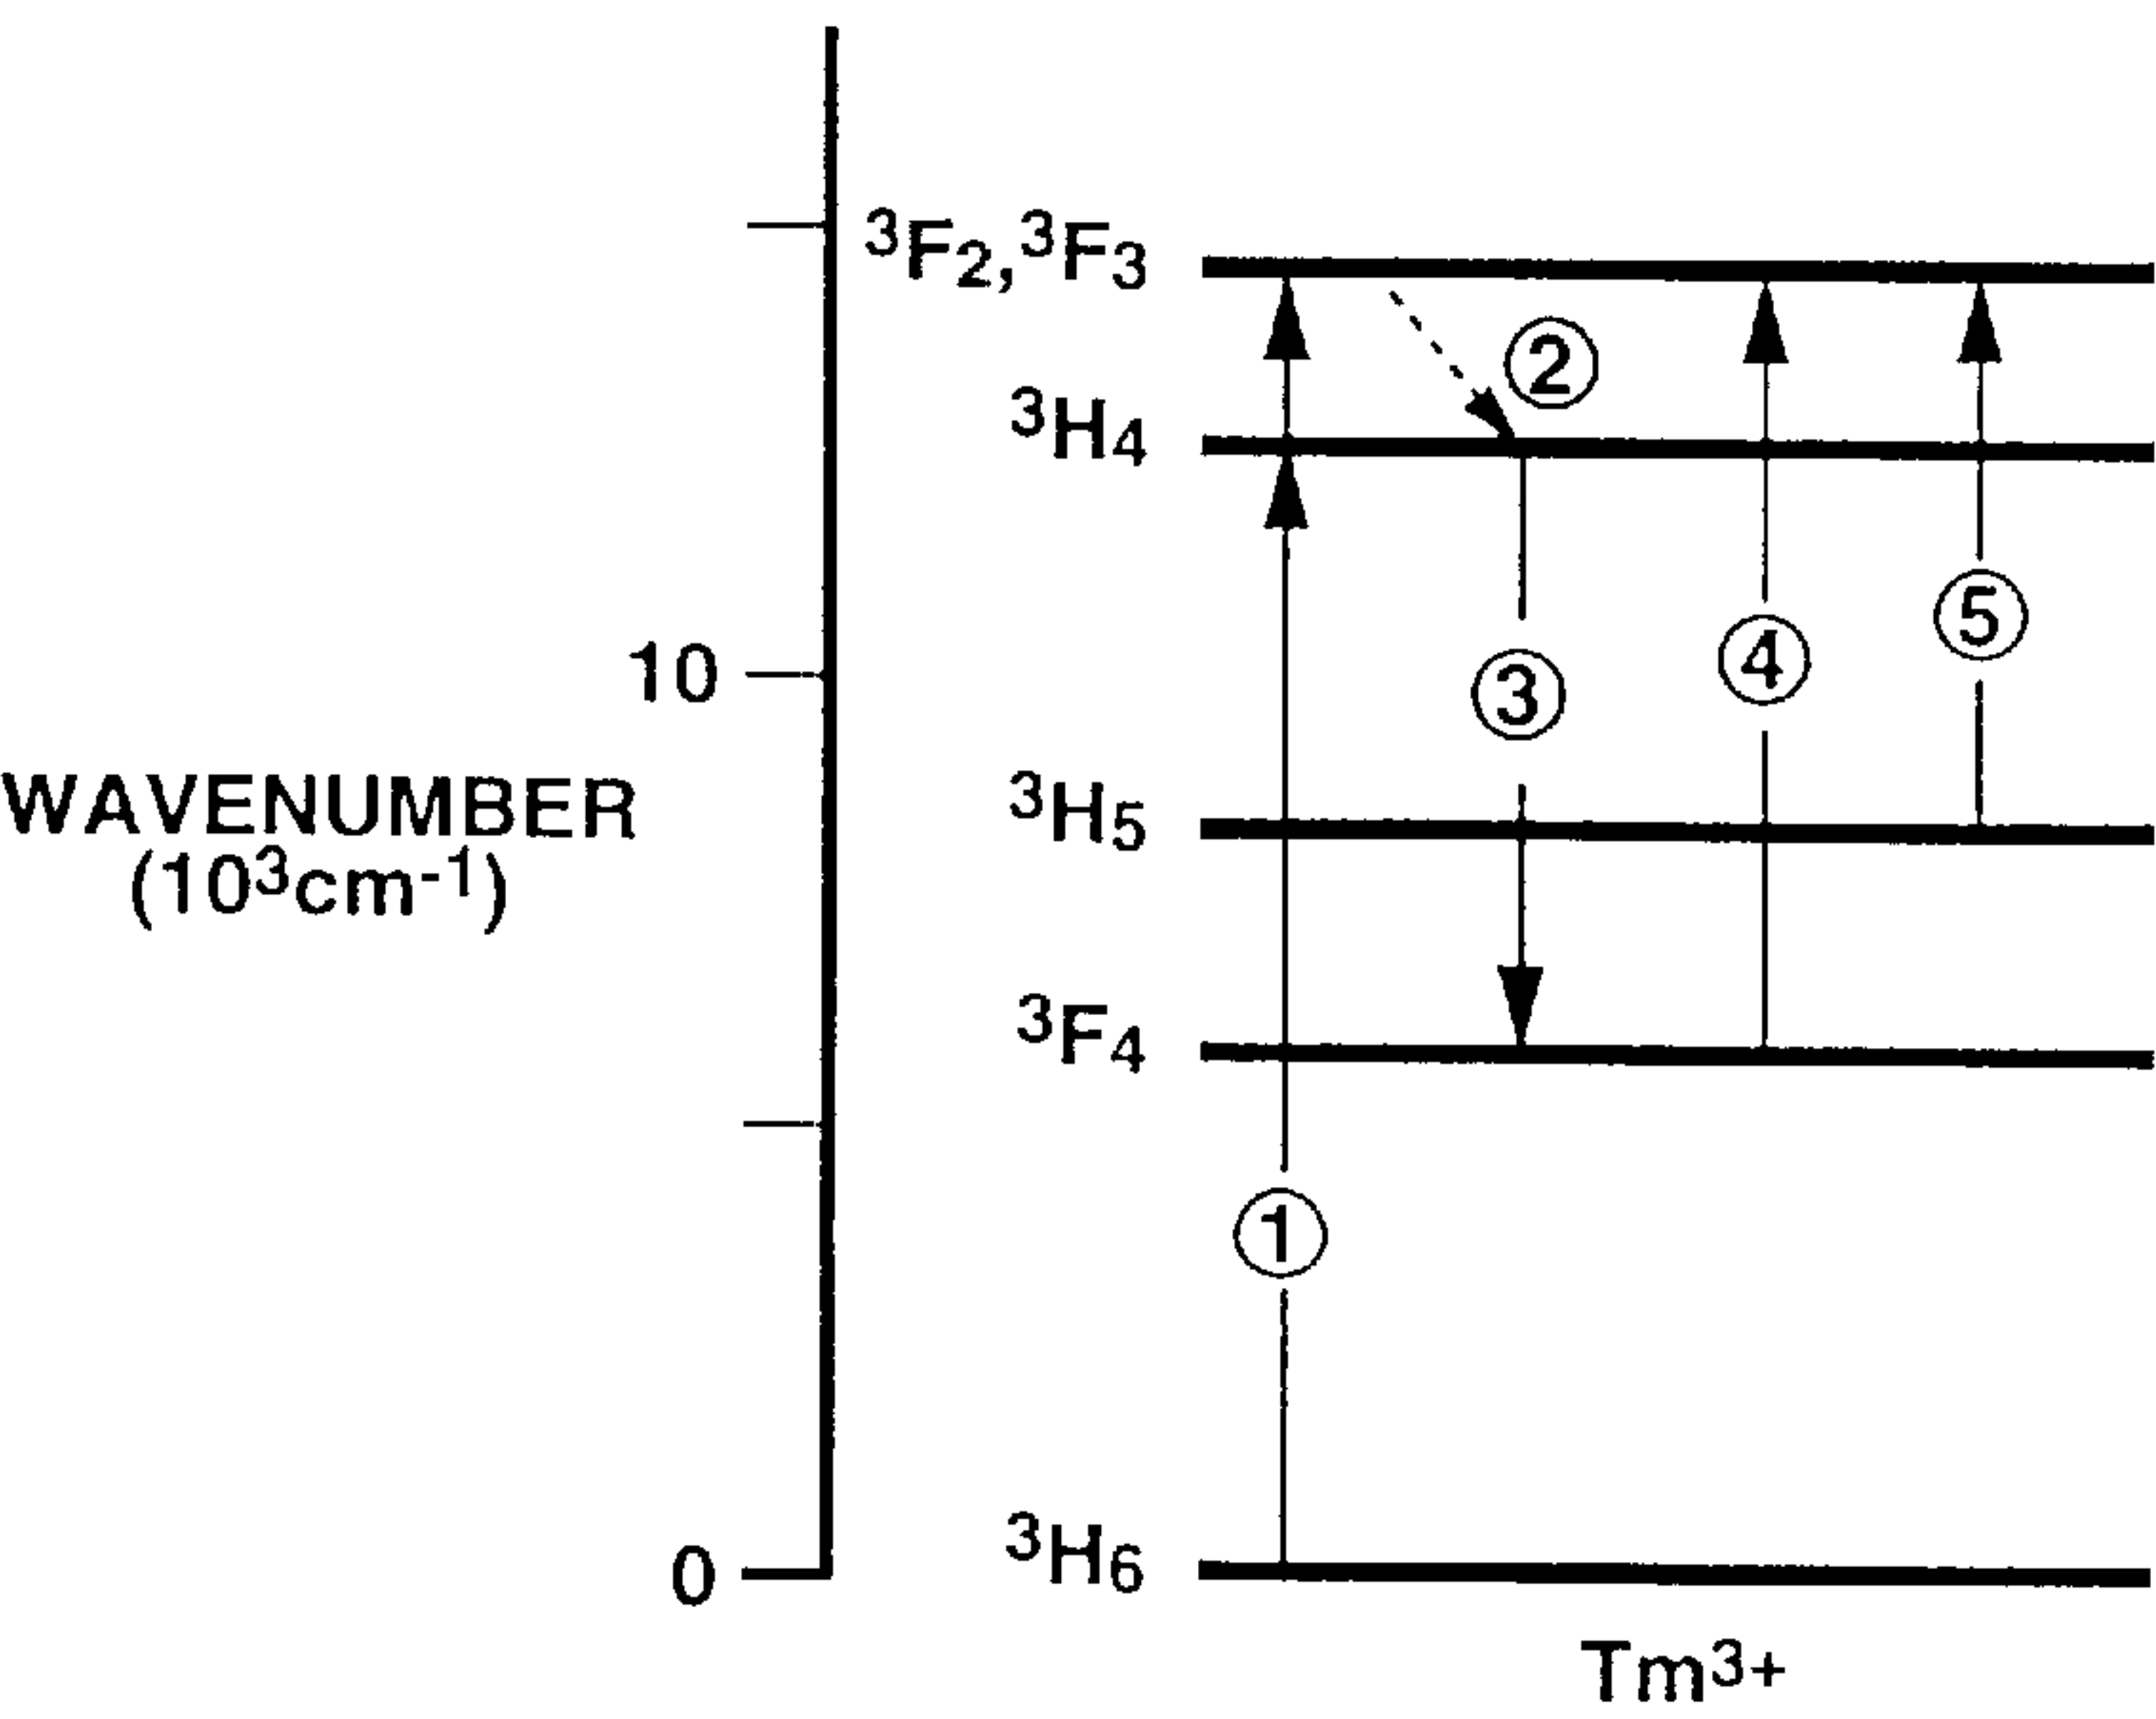 ³F₂,³F₃
②
³H₄
⑤
④
10
③
WAVENUMBER
(10³cm⁻¹)
³H₅
³F₄
①
³H₆
0
Tm³⁺